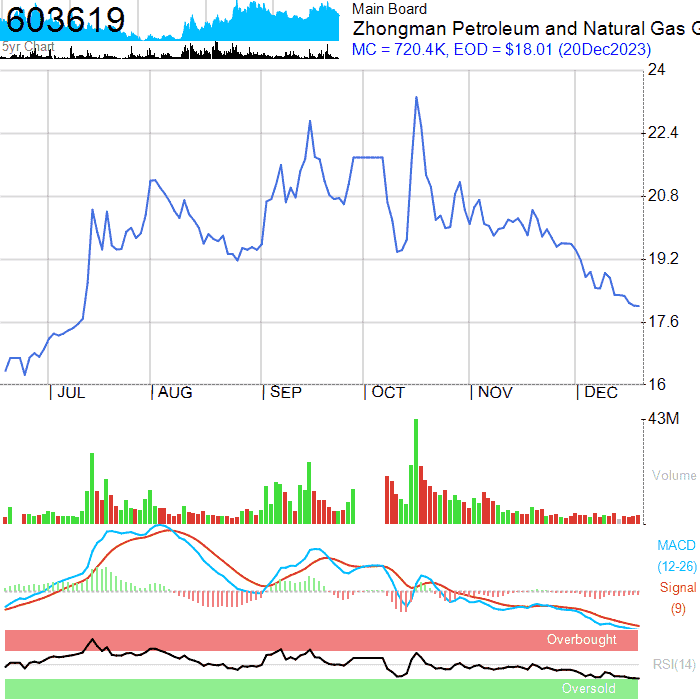 603619
5yr Chart
Main Board
Zhongman Petroleum and Natural Gas G
MC = 720.4K, EOD = $18.01 (20Dec2023)
24
22.4
20.8
19.2
17.6
16
JUL AUG SEP OCT NOV DEC
43M
Volume
MACD
(12-26)
Signal
(9)
Overbought
RSI(14)
Oversold